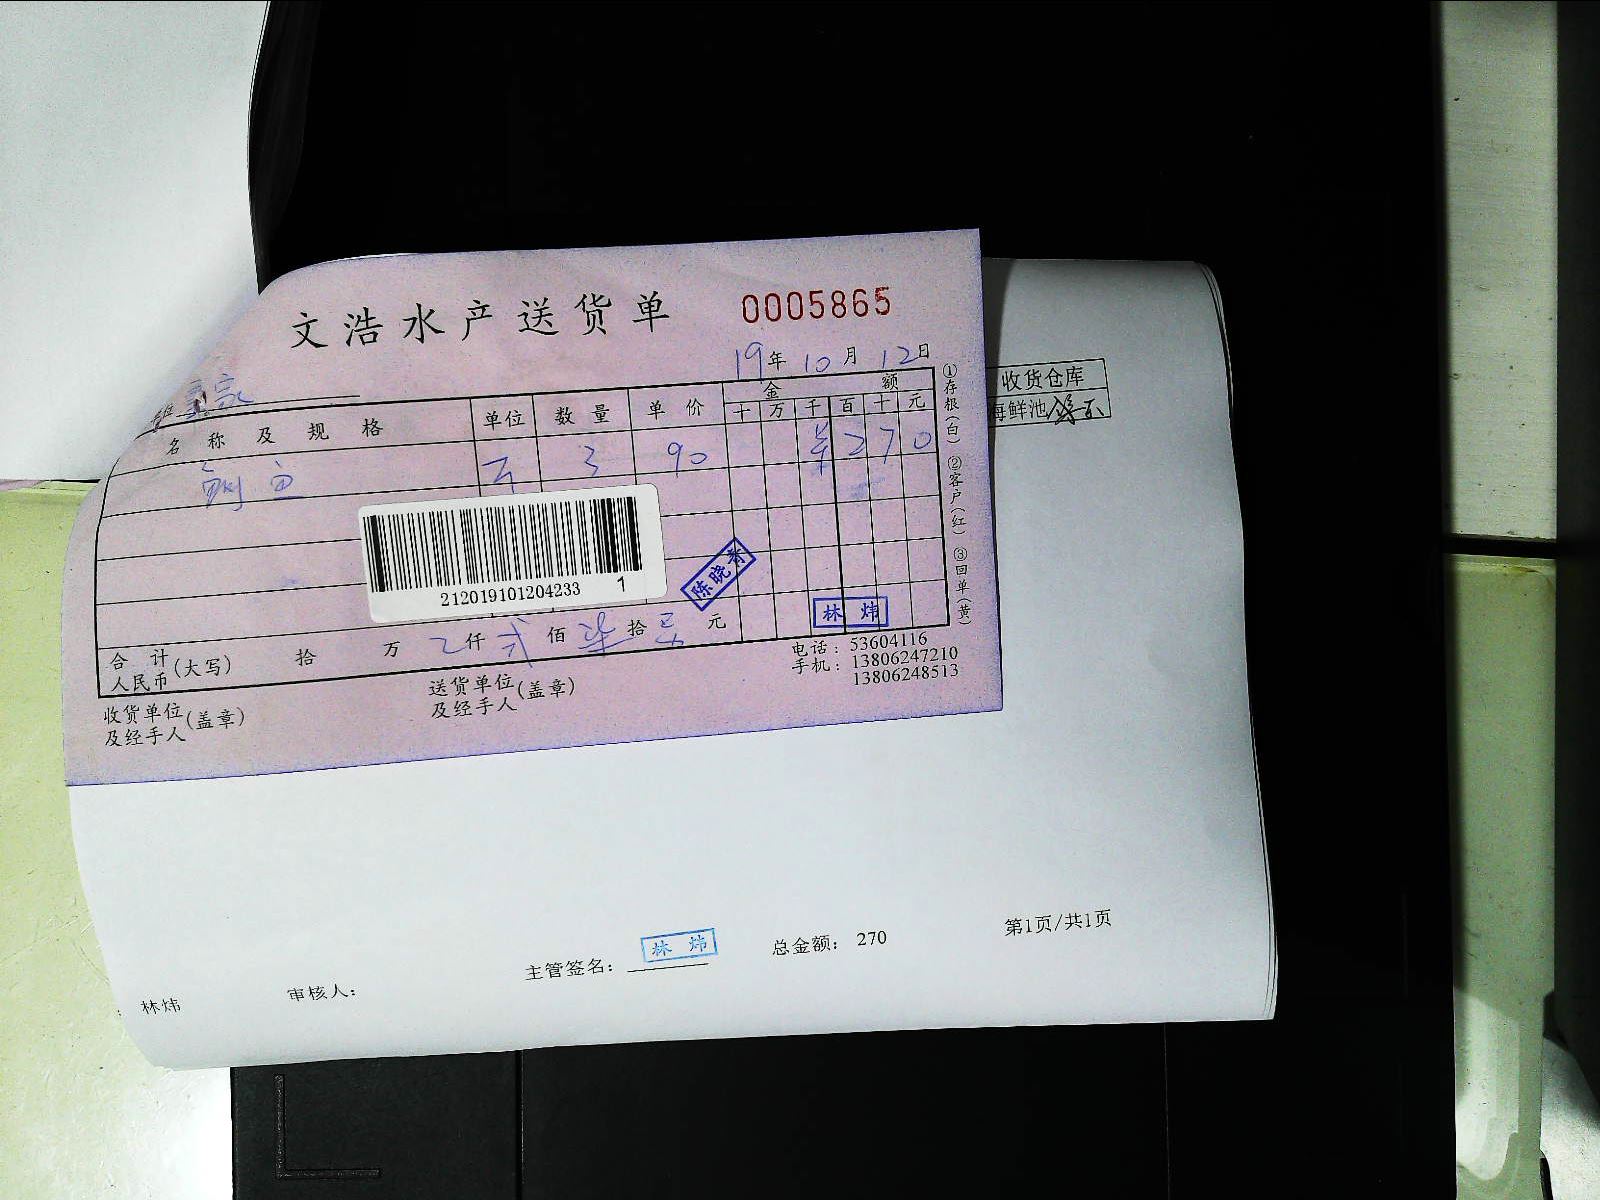 文浩水产送货单
0005865
19年10月12日
名称及规格 单位 数量 单价 金额
十 万 千 百 十 元
3 90 ¥270
212019101204233 1
陈晓青
林炜
合计
人民币(大写) 拾 万 仟 贰 佰 柒 拾 元
电话：53604116
手机：13806247210
13806248513
收货单位
及经手人(盖章)
送货单位
及经手人(盖章)
①存根(白) ②客户(红) ③回单(黄)
收货仓库
海鲜池
林炜
审核人：
主管签名：
林炜
总金额： 270
第1页/共1页